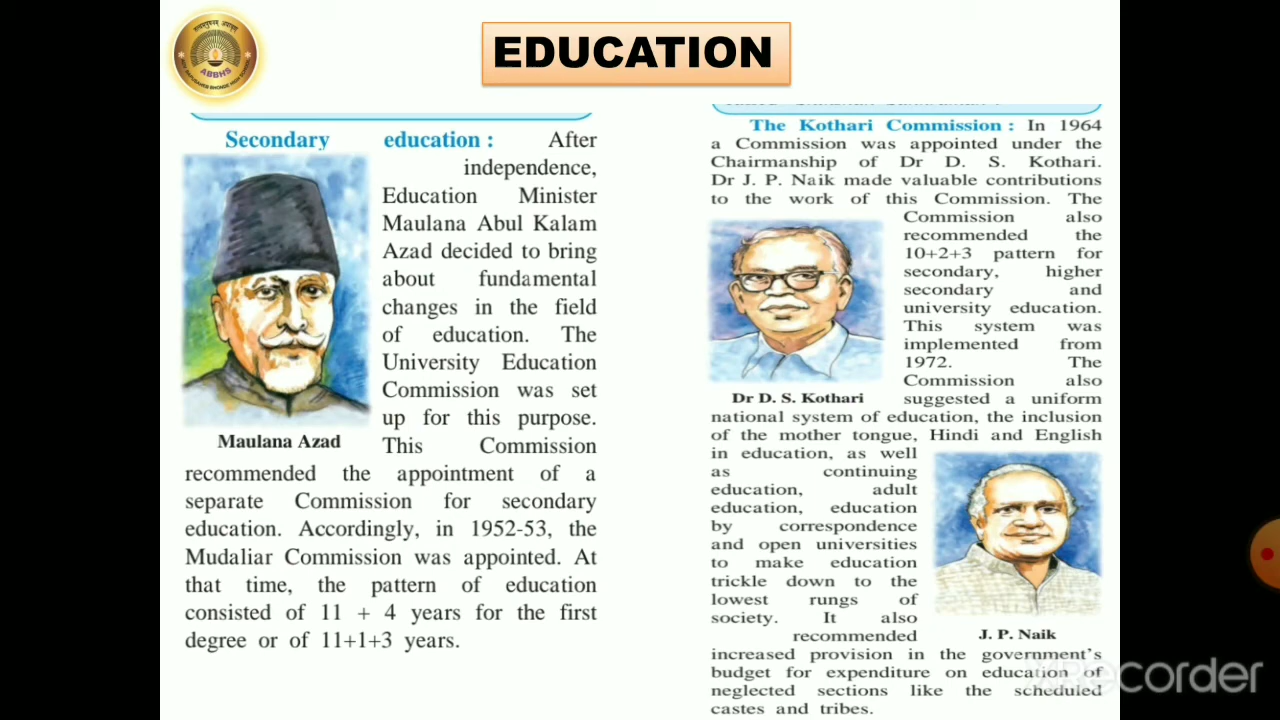 EDUCATION
ABBHS
Secondary education : After
independence,
Education Minister
Maulana Abul Kalam
Azad decided to bring
about fundamental
changes in the field
of education. The
University Education
Commission was set
up for this purpose.
Maulana Azad
This Commission
recommended the appointment of a
separate Commission for secondary
education. Accordingly, in 1952-53, the
Mudaliar Commission was appointed. At
that time, the pattern of education
consisted of 11 + 4 years for the first
degree or of 11+1+3 years.
The Kothari Commission : In 1964
a Commission was appointed under the
Chairmanship of Dr D. S. Kothari.
Dr J. P. Naik made valuable contributions
to the work of this Commission. The
Commission also
recommended the
10+2+3 pattern for
secondary, higher
secondary and
university education.
This system was
implemented from
1972. The
Commission also
Dr D. S. Kothari
suggested a uniform
national system of education, the inclusion
of the mother tongue, Hindi and English
in education, as well
as continuing
education, adult
education, education
by correspondence
and open universities
to make education
trickle down to the
lowest rungs of
society. It also
recommended
J. P. Naik
increased provision in the government's
budget for expenditure on education of
neglected sections like the scheduled
castes and tribes.
XRecorder